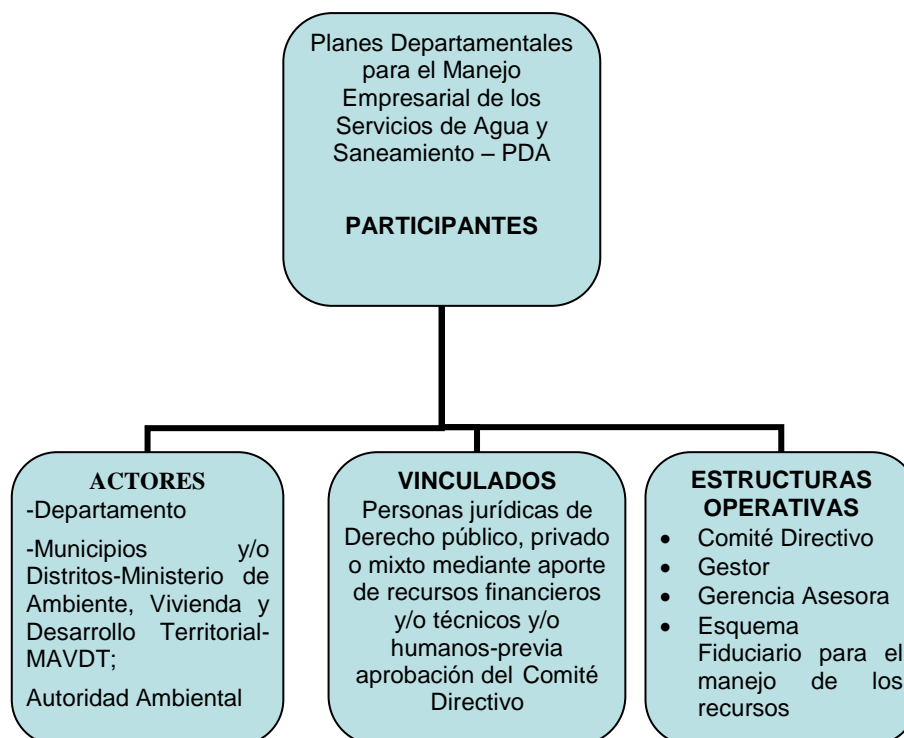 Planes Departamentales
para el Manejo
Empresarial de los
Servicios de Agua y
Saneamiento – PDA
PARTICIPANTES
ACTORES
-Departamento
-Municipios y/o
Distritos-Ministerio de
Ambiente, Vivienda y
Desarrollo Territorial-
MAVDT;
Autoridad Ambiental
VINCULADOS
Personas jurídicas de
Derecho público, privado
o mixto mediante aporte
de recursos financieros
y/o técnicos y/o
humanos-previa
aprobación del Comité
Directivo
ESTRUCTURAS
OPERATIVAS
• Comité Directivo
• Gestor
• Gerencia Asesora
• Esquema
Fiduciario para el
manejo de los
recursos